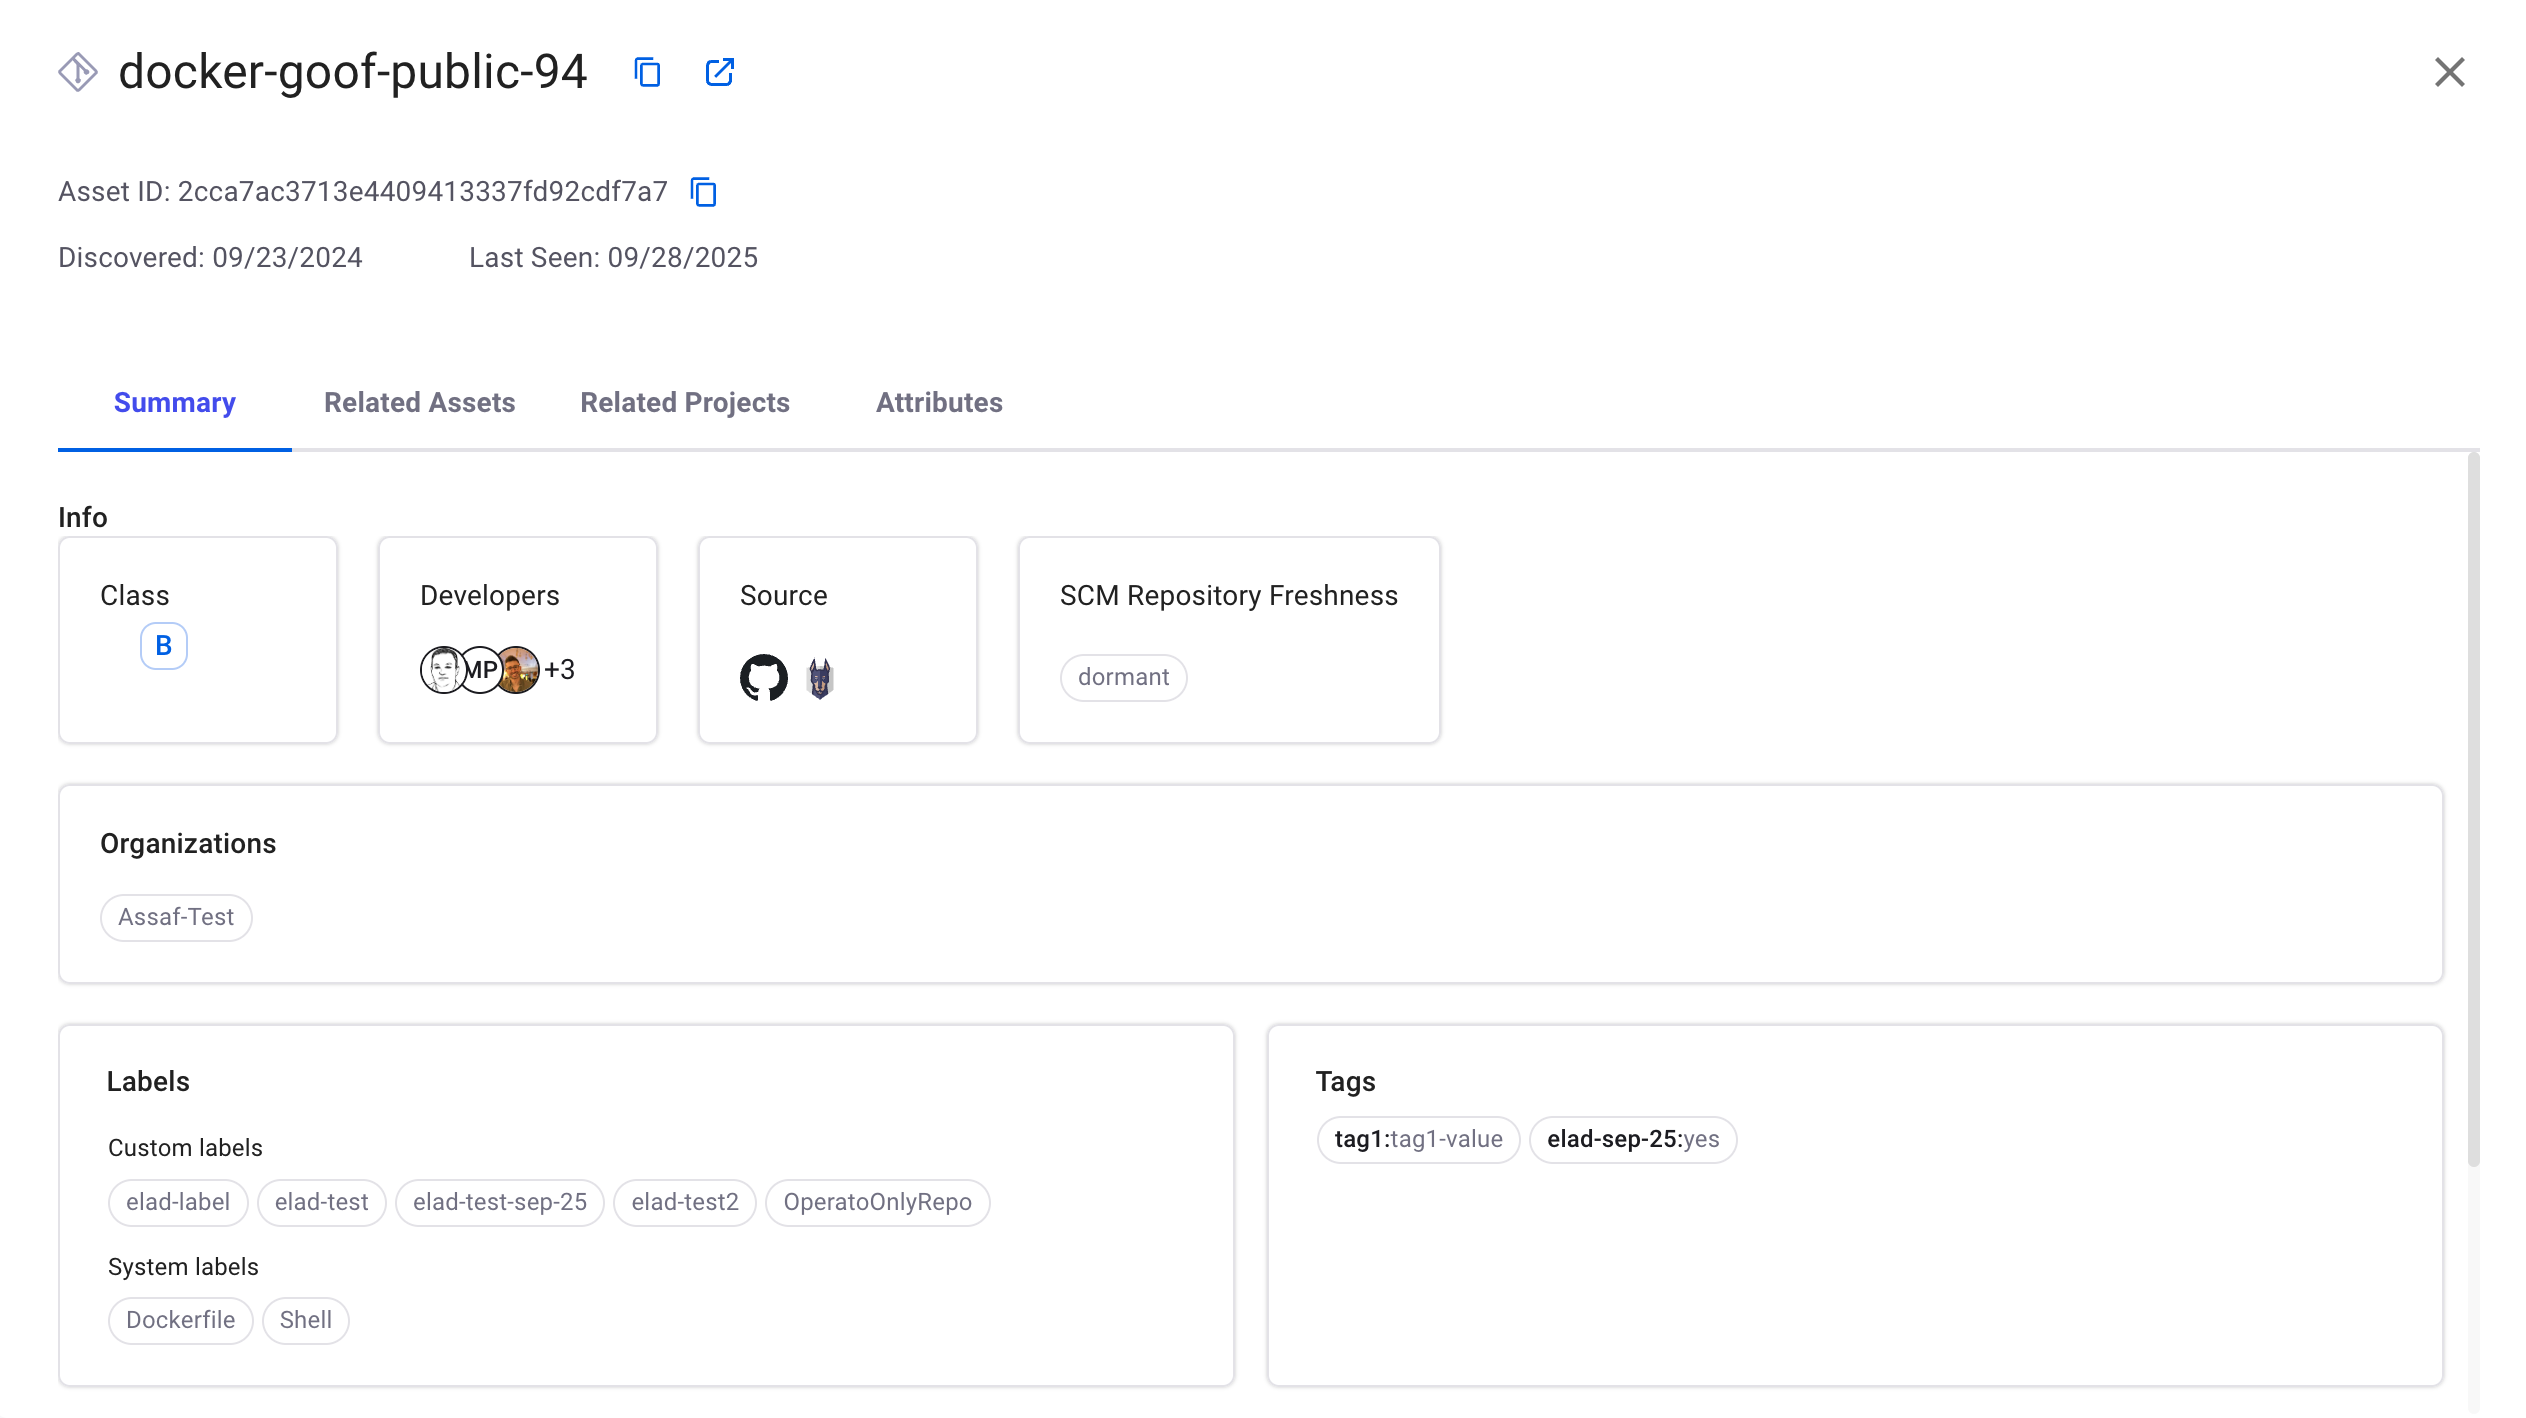 docker-goof-public-94
Asset ID: 2cca7ac3713e4409413337fd92cdf7a7
Discovered: 09/23/2024 Last Seen: 09/28/2025
Summary Related Assets Related Projects Attributes
Info
Class
B
Developers
MP +3
Source
SCM Repository Freshness
dormant
Organizations
Assaf-Test
Labels
Custom labels
elad-label elad-test elad-test-sep-25 elad-test2 OperatoOnlyRepo
System labels
Dockerfile Shell
Tags
tag1:tag1-value elad-sep-25:yes